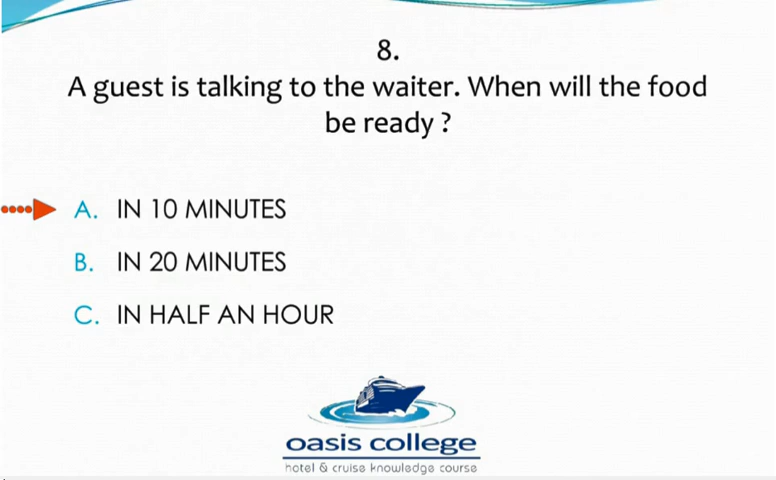 8.
A guest is talking to the waiter. When will the food
be ready ?
A. IN 10 MINUTES
B. IN 20 MINUTES
C. IN HALF AN HOUR
oasis college
hotel & cruise knowledge course